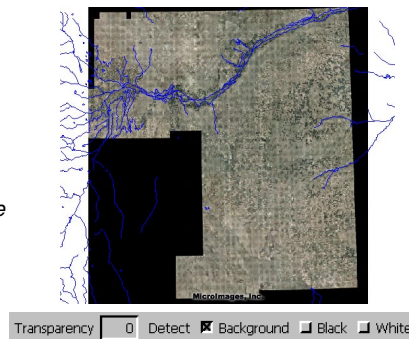 e
MicroImages, Inc.
Transparency 0 Detect Background Black White